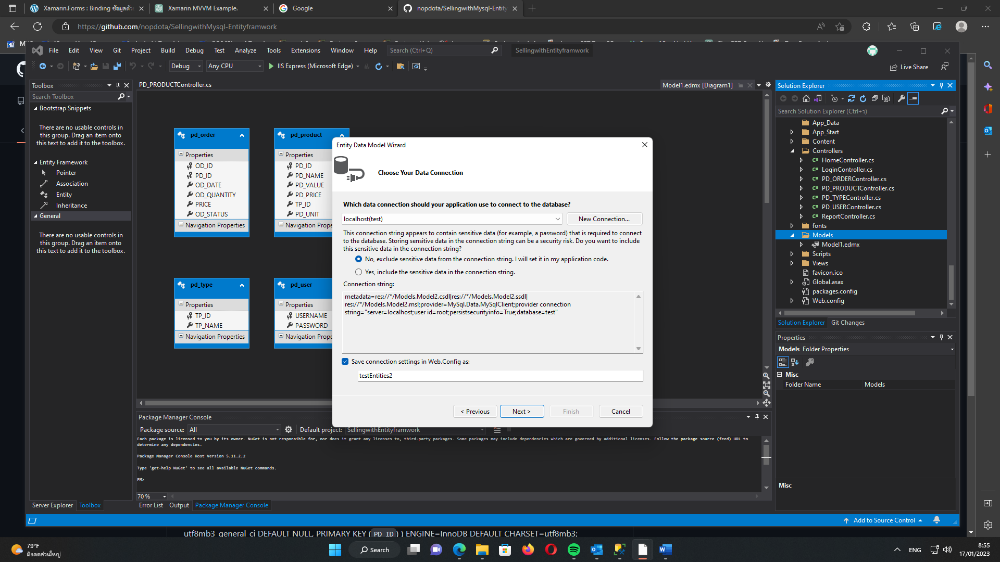 Xamarin.Forms : Binding ข้อมูลด้วย
Xamarin MVVM Example.
Google
nopdota/SellingwithMysql-Entity
https://github.com/nopdota/SellingwithMysql-Entityframwork
File
Edit
View
Git
Project
Build
Debug
Test
Analyze
Tools
Extensions
Window
Help
Search (Ctrl+Q)
SellingwithEntityframwork
Debug
Any CPU
IIS Express (Microsoft Edge)
Live Share
Toolbox
Search Toolbox
Bootstrap Snippets
There are no usable controls in
this group. Drag an item onto
this text to add it to the toolbox.
Entity Framework
Pointer
Association
Entity
Inheritance
General
There are no usable controls in
this group. Drag an item onto
this text to add it to the toolbox.
Server Explorer
Toolbox
PD_PRODUCTController.cs
Model1.edmx [Diagram1]
pd_order
Properties
OD_ID
PD_ID
OD_DATE
OD_QUANTITY
PRICE
OD_STATUS
Navigation Properties
pd_product
Properties
PD_ID
PD_NAME
PD_VALUE
PD_PRICE
TP_ID
PD_UNIT
Navigation Prope
pd_type
Properties
TP_ID
TP_NAME
Navigation Properties
pd_user
Properties
USERNAME
PASSWORD
Navigation Prope
Entity Data Model Wizard
Choose Your Data Connection
Which data connection should your application use to connect to the database?
localhost(test)
New Connection...
This connection string appears to contain sensitive data (for example, a password) that is required to connect
to the database. Storing sensitive data in the connection string can be a security risk. Do you want to include
this sensitive data in the connection string?
No, exclude sensitive data from the connection string. I will set it in my application code.
Yes, include the sensitive data in the connection string.
Connection string:
metadata=res://*/Models.Model2.csdl|res://*/Models.Model2.ssdl|
res://*/Models.Model2.msl;provider=MySql.Data.MySqlClient;provider connection
string="server=localhost;user id=root;persistsecurityinfo=True;database=test"
Save connection settings in Web.Config as:
testEntities2
< Previous
Next >
Finish
Cancel
Package Manager Console
Package source:
All
Default project:
SellingwithEntityframwork
Each package is licensed to you by its owner. NuGet is not responsible for, nor does it grant any licenses to, third-party packages. Some packages may include dependencies which are governed by additional licenses. Follow the package source (feed) URL to
determine any dependencies.
Package Manager Console Host Version 5.11.2.2
Type 'get-help NuGet' to see all available NuGet commands.
PM>
70 %
Error List
Output
Package Manager Console
Solution Explorer
Search Solution Explorer (Ctrl+ว)
App_Data
App_Start
Content
Controllers
C# HomeController.cs
C# LoginController.cs
C# PD_ORDERController.cs
C# PD_PRODUCTController.cs
C# PD_TYPEController.cs
C# PD_USERController.cs
C# ReportController.cs
fonts
Models
Model1.edmx
Scripts
Views
favicon.ico
Global.asax
packages.config
Web.config
Solution Explorer
Git Changes
Properties
Models Folder Properties
Misc
Folder Name
Models
Misc
Add to Source Control
utf8mb3_general_ci DEFAULT NULL, PRIMARY KEY ( PD_ID ) ) ENGINE=InnoDB DEFAULT CHARSET=utf8mb3;
79°F
มีแดดส่วนใหญ่
Search
ENG
8:55
17/01/2023